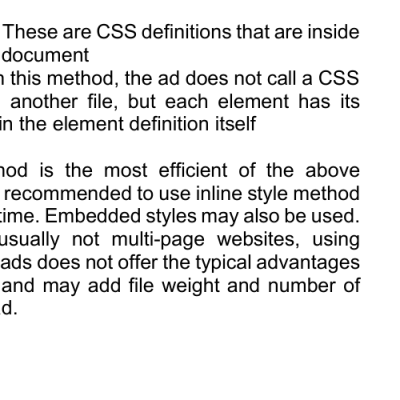 These are CSS definitions that are inside
document
this method, the ad does not call a CSS
another file, but each element has its
in the element definition itself
is the most efficient of the above
recommended to use inline style method
time. Embedded styles may also be used.
usually not multi-page websites, using
ads does not offer the typical advantages
and may add file weight and number of